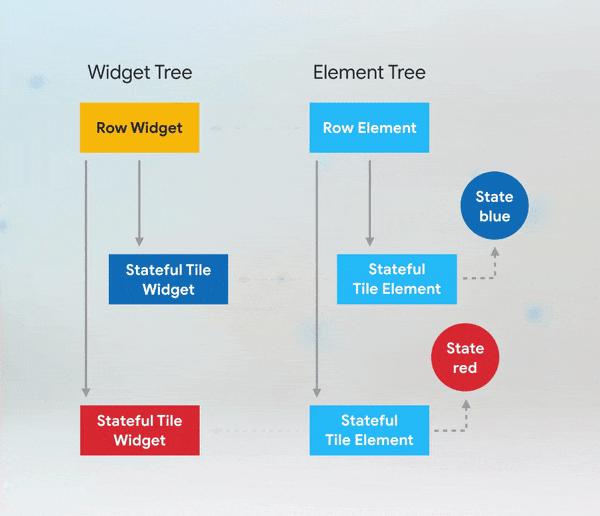 Widget Tree
Element Tree
Row Widget
Row Element
State
blue
Stateful Tile
Widget
Stateful
Tile Element
State
red
Stateful Tile
Widget
Stateful
Tile Element